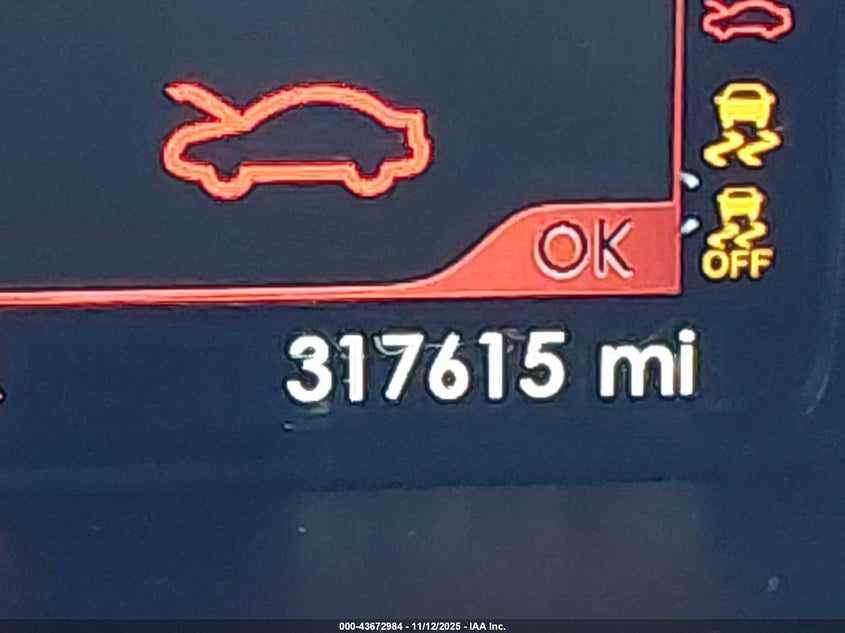 OK
OFF
317615 mi
000-43672984 - 11/12/2025 - IAA Inc.